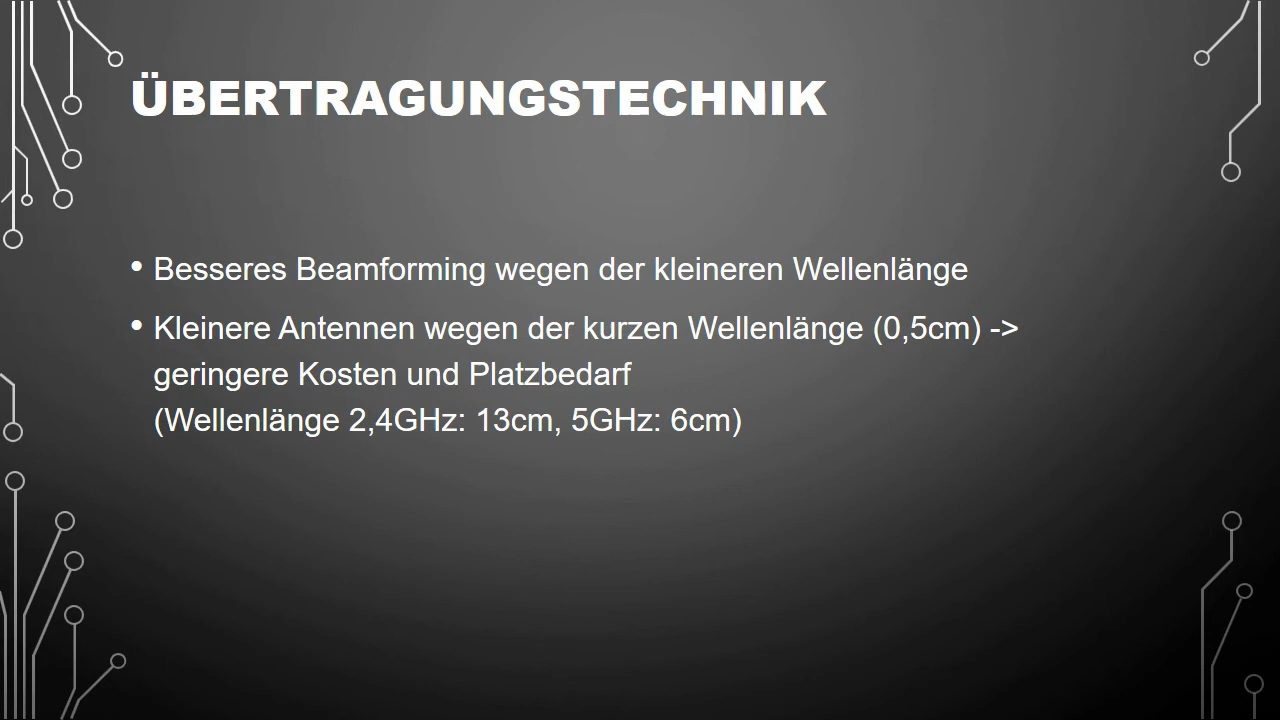 ÜBERTRAGUNGSTECHNIK
• Besseres Beamforming wegen der kleineren Wellenlänge
• Kleinere Antennen wegen der kurzen Wellenlänge (0,5cm) ->
geringere Kosten und Platzbedarf
(Wellenlänge 2,4GHz: 13cm, 5GHz: 6cm)